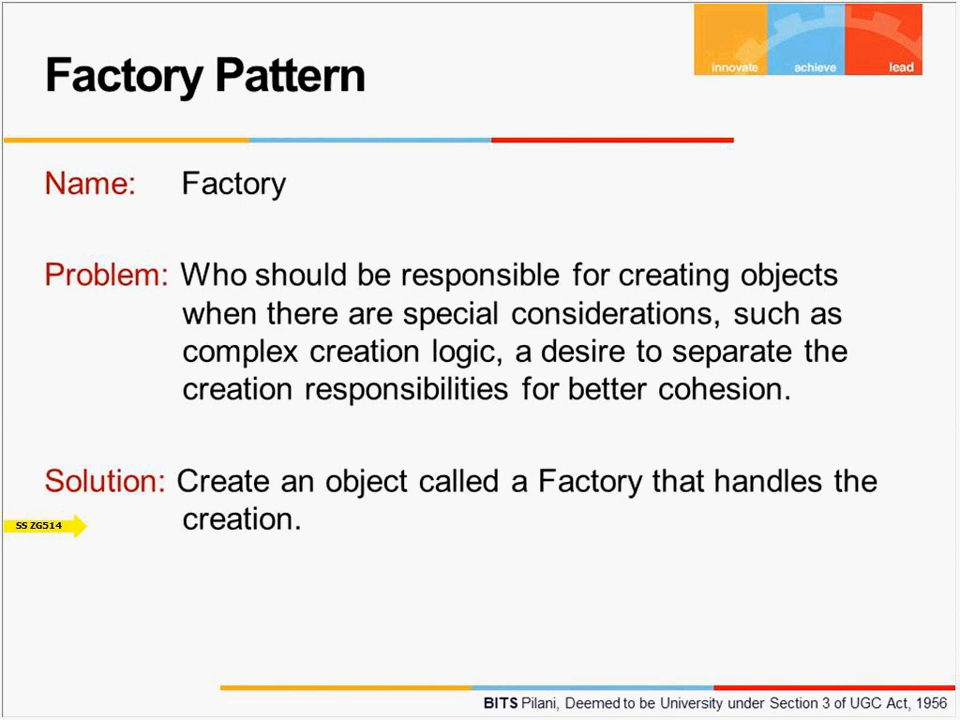 Factory Pattern
innovate achieve lead
Name: Factory
Problem: Who should be responsible for creating objects
when there are special considerations, such as
complex creation logic, a desire to separate the
creation responsibilities for better cohesion.
Solution: Create an object called a Factory that handles the
creation.
SS ZG514
BITS Pilani, Deemed to be University under Section 3 of UGC Act, 1956